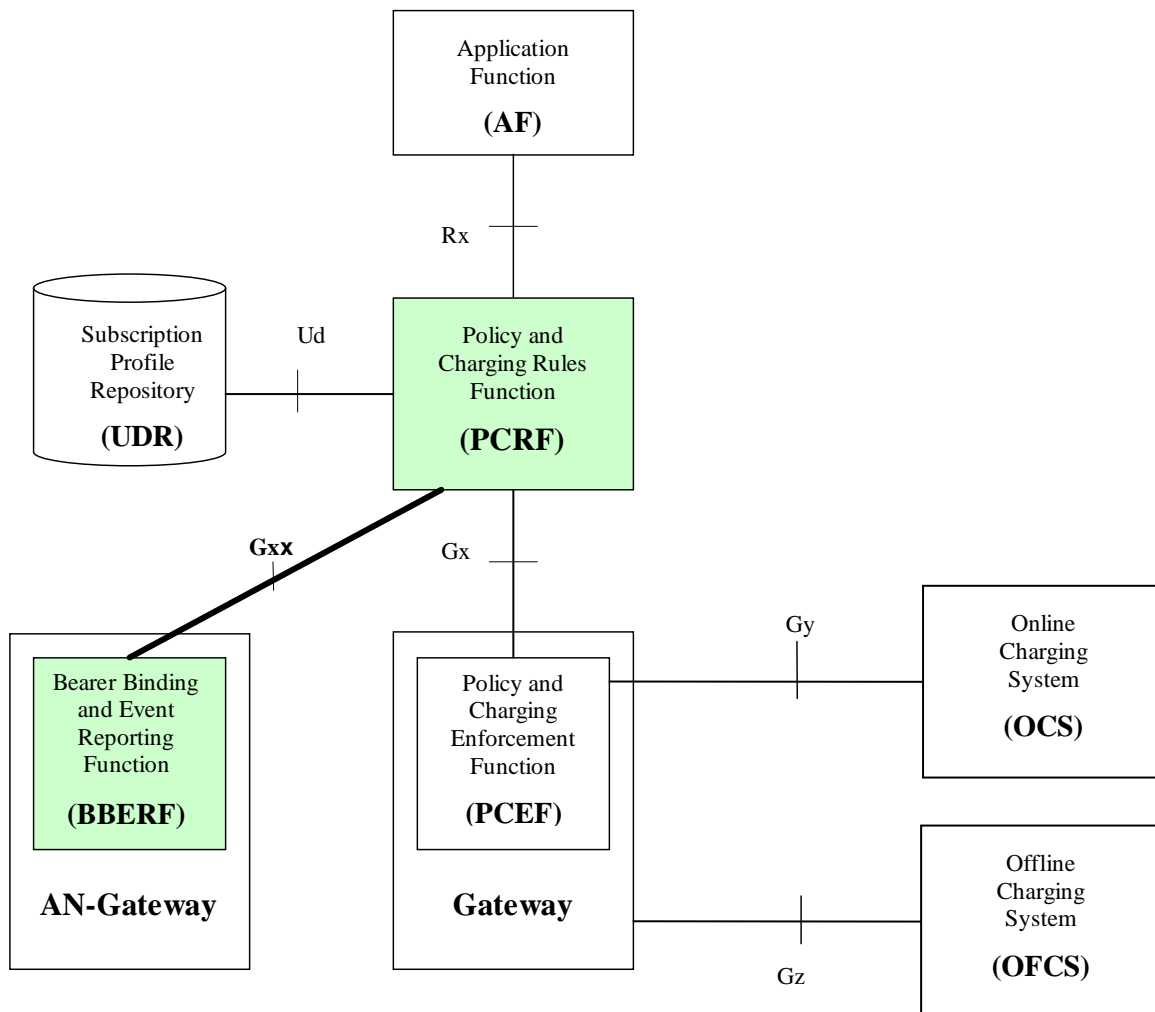 Application
Function
(AF)
Rx
Subscription
Profile
Repository
(UDR)
Ud
Policy and
Charging Rules
Function
(PCRF)
Gxx
Gx
Bearer Binding
and Event
Reporting
Function
(BBERF)
AN-Gateway
Policy and
Charging
Enforcement
Function
(PCEF)
Gateway
Gy
Online
Charging
System
(OCS)
Gz
Offline
Charging
System
(OFCS)